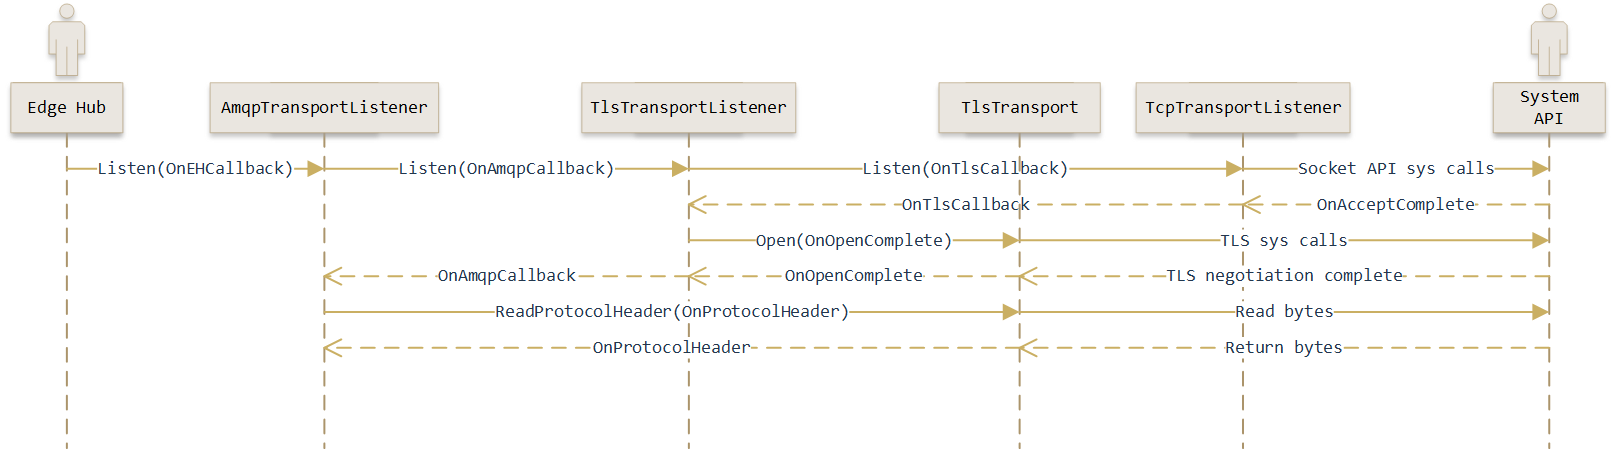 Edge Hub
AmqpTransportListener
TlsTransportListener
TlsTransport
TcpTransportListener
System
API
Listen(OnEHCallback)
Listen(OnAmqpCallback)
Listen(OnTlsCallback)
Socket API sys calls
OnTlsCallback
OnAcceptComplete
Open(OnOpenComplete)
TLS sys calls
OnAmqpCallback
OnOpenComplete
TLS negotiation complete
ReadProtocolHeader(OnProtocolHeader)
Read bytes
OnProtocolHeader
Return bytes